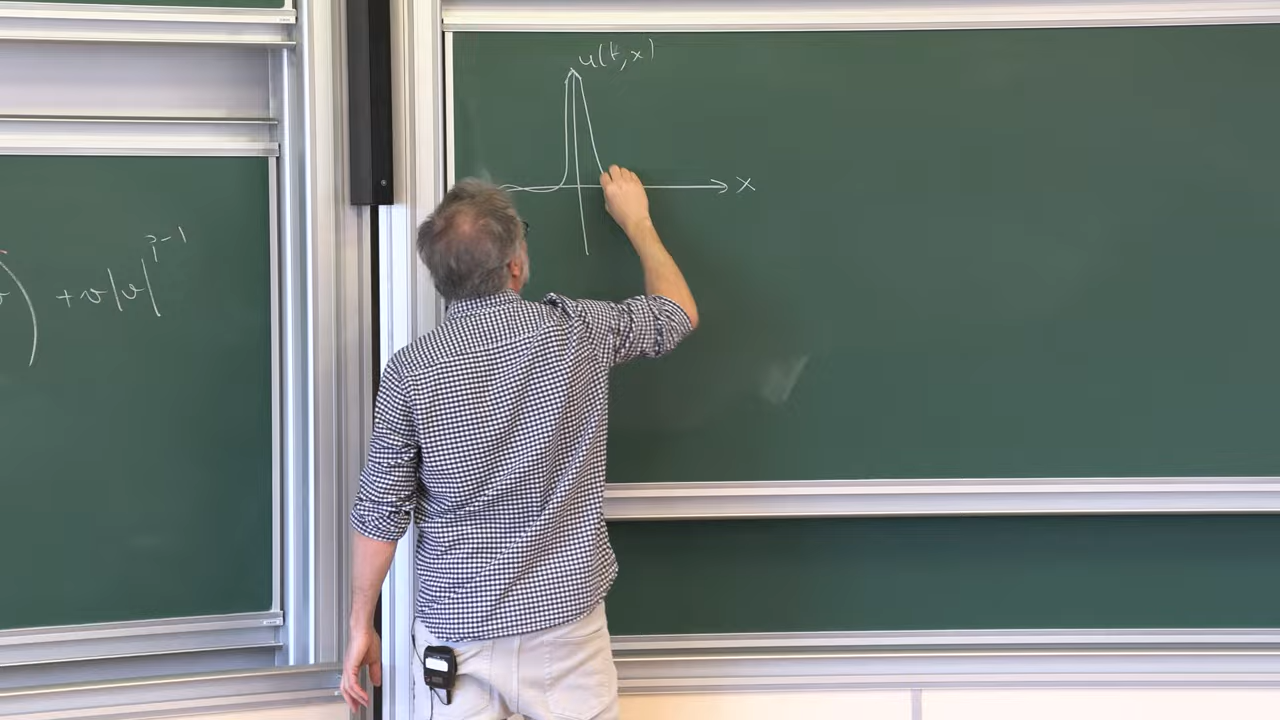 ) + v|v|^{p-1}
u(t,x)
x